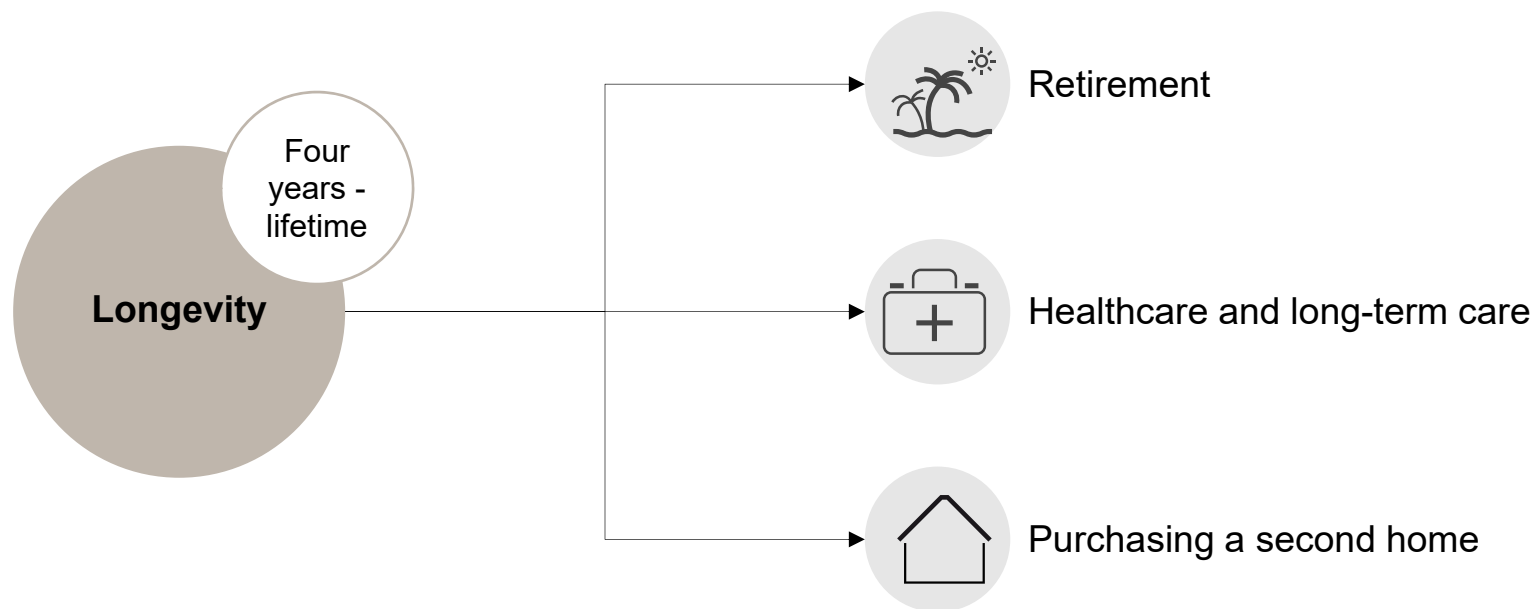 Four
years -
lifetime
Longevity
Retirement
Healthcare and long-term care
Purchasing a second home